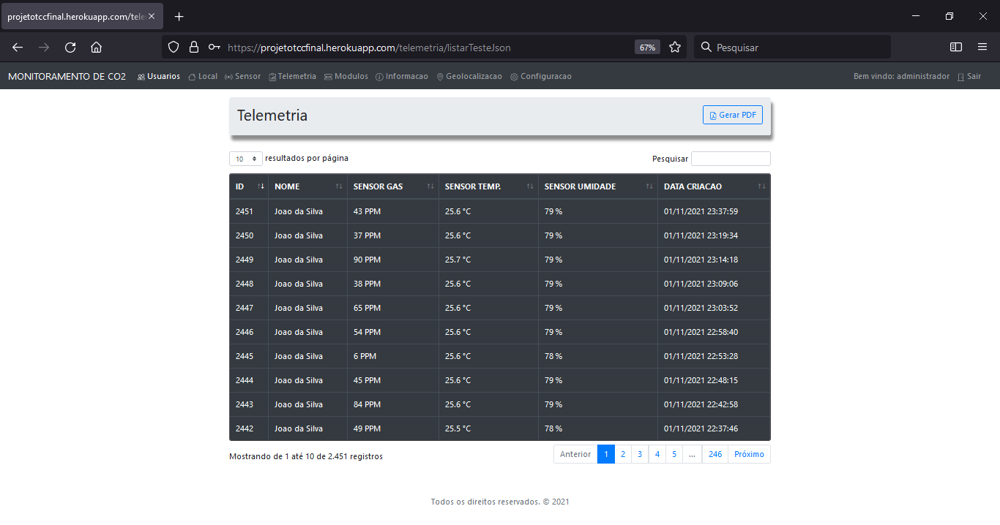 projetotccfinal.herokuapp.com/tele
https://projetotccfinal.herokuapp.com/telemetria/listarTesteJson 67% Pesquisar
MONITORAMENTO DE CO2 Usuarios Local Sensor Telemetria Modulos Informacao Geolocalizacao Configuracao Bem vindo: administrador Sair
Telemetria Gerar PDF
10 resultados por página Pesquisar
ID NOME SENSOR GAS SENSOR TEMP. SENSOR UMIDADE DATA CRIACAO
2451 Joao da Silva 43 PPM 25.6 °C 79 % 01/11/2021 23:37:59
2450 Joao da Silva 37 PPM 25.6 °C 79 % 01/11/2021 23:19:34
2449 Joao da Silva 90 PPM 25.7 °C 79 % 01/11/2021 23:14:18
2448 Joao da Silva 38 PPM 25.6 °C 79 % 01/11/2021 23:09:06
2447 Joao da Silva 65 PPM 25.6 °C 79 % 01/11/2021 23:03:52
2446 Joao da Silva 54 PPM 25.6 °C 79 % 01/11/2021 22:58:40
2445 Joao da Silva 6 PPM 25.6 °C 78 % 01/11/2021 22:53:28
2444 Joao da Silva 45 PPM 25.6 °C 79 % 01/11/2021 22:48:15
2443 Joao da Silva 84 PPM 25.6 °C 79 % 01/11/2021 22:42:58
2442 Joao da Silva 49 PPM 25.5 °C 78 % 01/11/2021 22:37:46
Mostrando de 1 até 10 de 2.451 registros Anterior 1 2 3 4 5 ... 246 Próximo
Todos os direitos reservados. © 2021